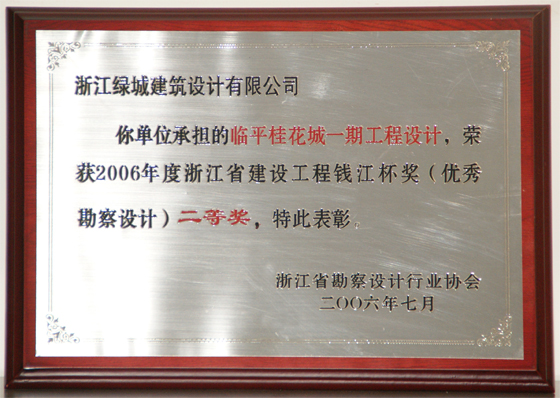 浙江绿城建筑设计有限公司
你单位承担的临平桂花城一期工程设计，荣
获2006年度浙江省建设工程钱江杯奖（优秀
勘察设计）二等奖，特此表彰。
浙江省勘察设计行业协会
二〇〇六年七月